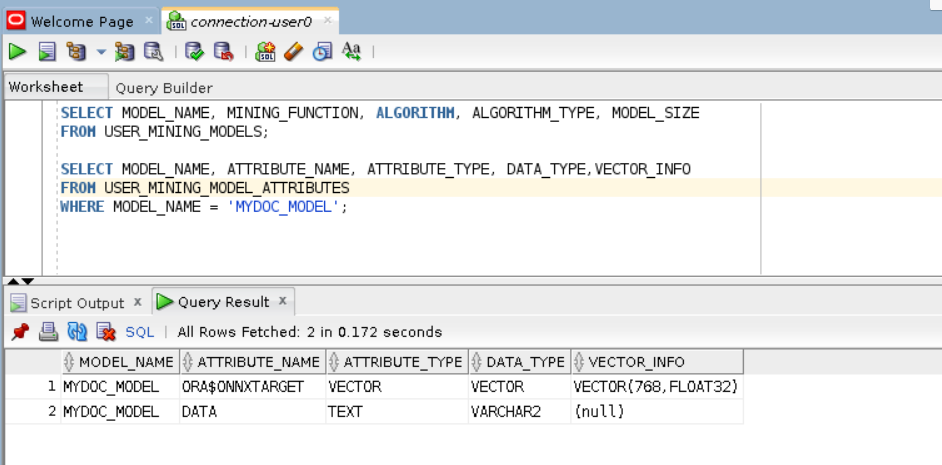 Welcome Page × connection-user0 ×
Worksheet Query Builder
SELECT MODEL_NAME, MINING_FUNCTION, ALGORITHM, ALGORITHM_TYPE, MODEL_SIZE
FROM USER_MINING_MODELS;
SELECT MODEL_NAME, ATTRIBUTE_NAME, ATTRIBUTE_TYPE, DATA_TYPE,VECTOR_INFO
FROM USER_MINING_MODEL_ATTRIBUTES
WHERE MODEL_NAME = 'MYDOC_MODEL';
Script Output x Query Result x
SQL | All Rows Fetched: 2 in 0.172 seconds
MODEL_NAME ATTRIBUTE_NAME ATTRIBUTE_TYPE DATA_TYPE VECTOR_INFO
1 MYDOC_MODEL ORA$ONNXTARGET VECTOR VECTOR VECTOR(768,FLOAT32)
2 MYDOC_MODEL DATA TEXT VARCHAR2 (null)